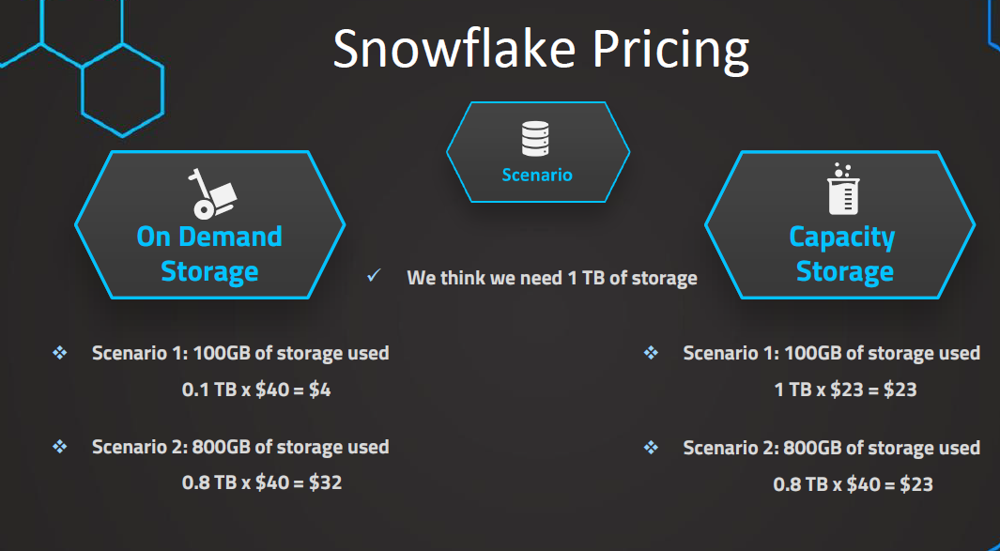 Snowflake Pricing
Scenario
On Demand
Storage
Capacity
Storage
✓ We think we need 1 TB of storage
❖ Scenario 1: 100GB of storage used
0.1 TB x $40 = $4
❖ Scenario 2: 800GB of storage used
0.8 TB x $40 = $32
❖ Scenario 1: 100GB of storage used
1 TB x $23 = $23
❖ Scenario 2: 800GB of storage used
0.8 TB x $40 = $23